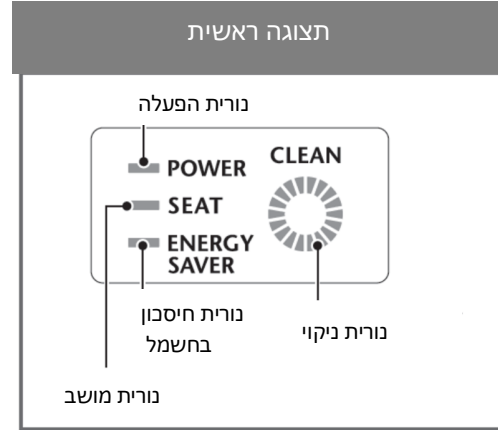 תצוגה ראשית
נורית הפעלה
POWER
CLEAN
SEAT
ENERGY
SAVER
נורית חיסכון
בחשמל
נורית ניקוי
נורית מושב